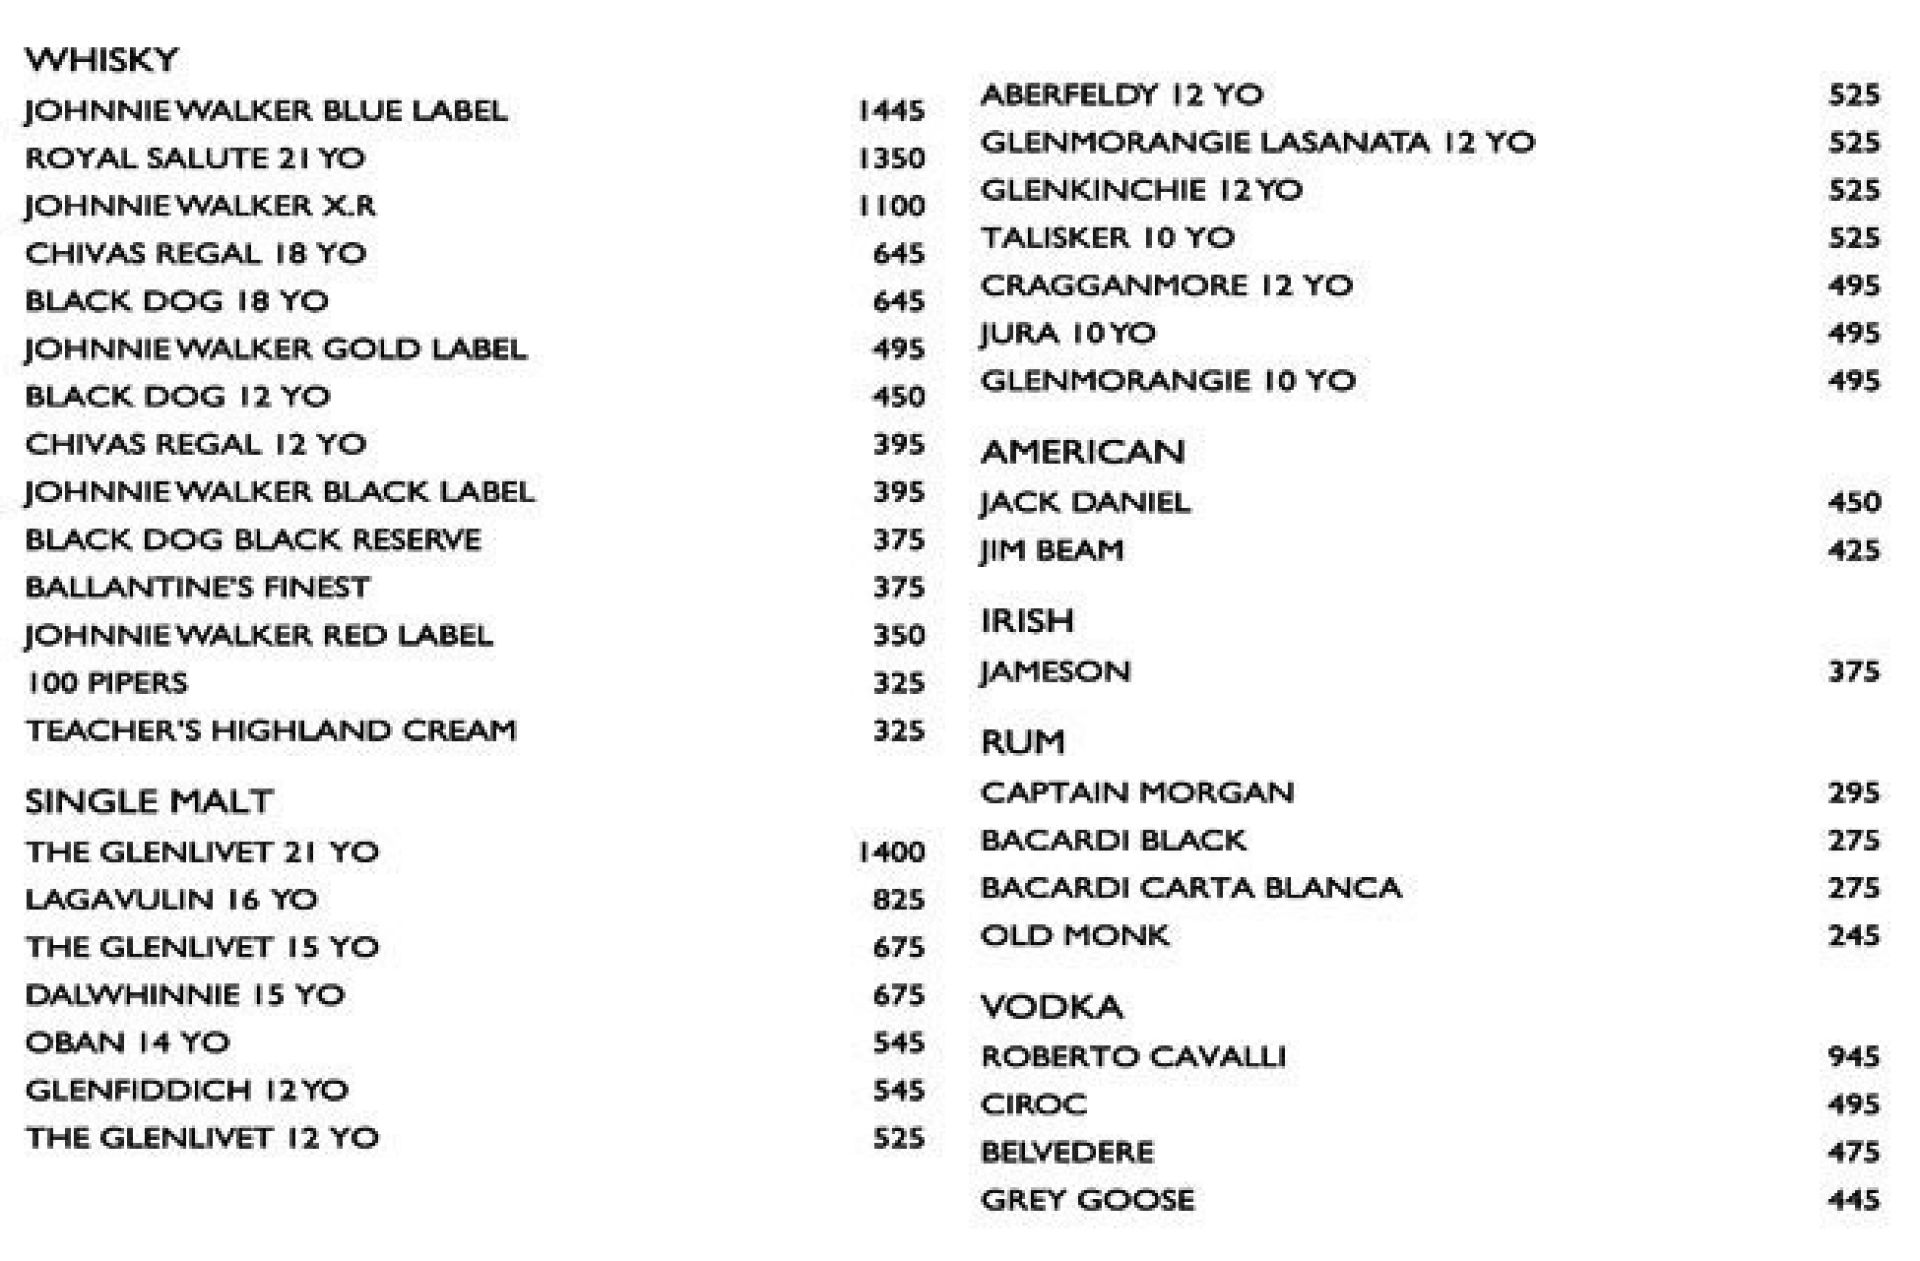 WHISKY
JOHNNIE WALKER BLUE LABEL 1445
ROYAL SALUTE 21 YO 1350
JOHNNIE WALKER X.R 1100
CHIVAS REGAL 18 YO 645
BLACK DOG 18 YO 645
JOHNNIE WALKER GOLD LABEL 495
BLACK DOG 12 YO 450
CHIVAS REGAL 12 YO 395
JOHNNIE WALKER BLACK LABEL 395
BLACK DOG BLACK RESERVE 375
BALLANTINE'S FINEST 375
JOHNNIE WALKER RED LABEL 350
100 PIPERS 325
TEACHER'S HIGHLAND CREAM 325
SINGLE MALT
THE GLENLIVET 21 YO 1400
LAGAVULIN 16 YO 825
THE GLENLIVET 15 YO 675
DALWHINNIE 15 YO 675
OBAN 14 YO 545
GLENFIDDICH 12 YO 545
THE GLENLIVET 12 YO 525
ABERFELDY 12 YO 525
GLENMORANGIE LASANATA 12 YO 525
GLENKINCHIE 12 YO 525
TALISKER 10 YO 525
CRAGGANMORE 12 YO 495
JURA 10 YO 495
GLENMORANGIE 10 YO 495
AMERICAN
JACK DANIEL 450
JIM BEAM 425
IRISH
JAMESON 375
RUM
CAPTAIN MORGAN 295
BACARDI BLACK 275
BACARDI CARTA BLANCA 275
OLD MONK 245
VODKA
ROBERTO CAVALLI 945
CIROC 495
BELVEDERE 475
GREY GOOSE 445